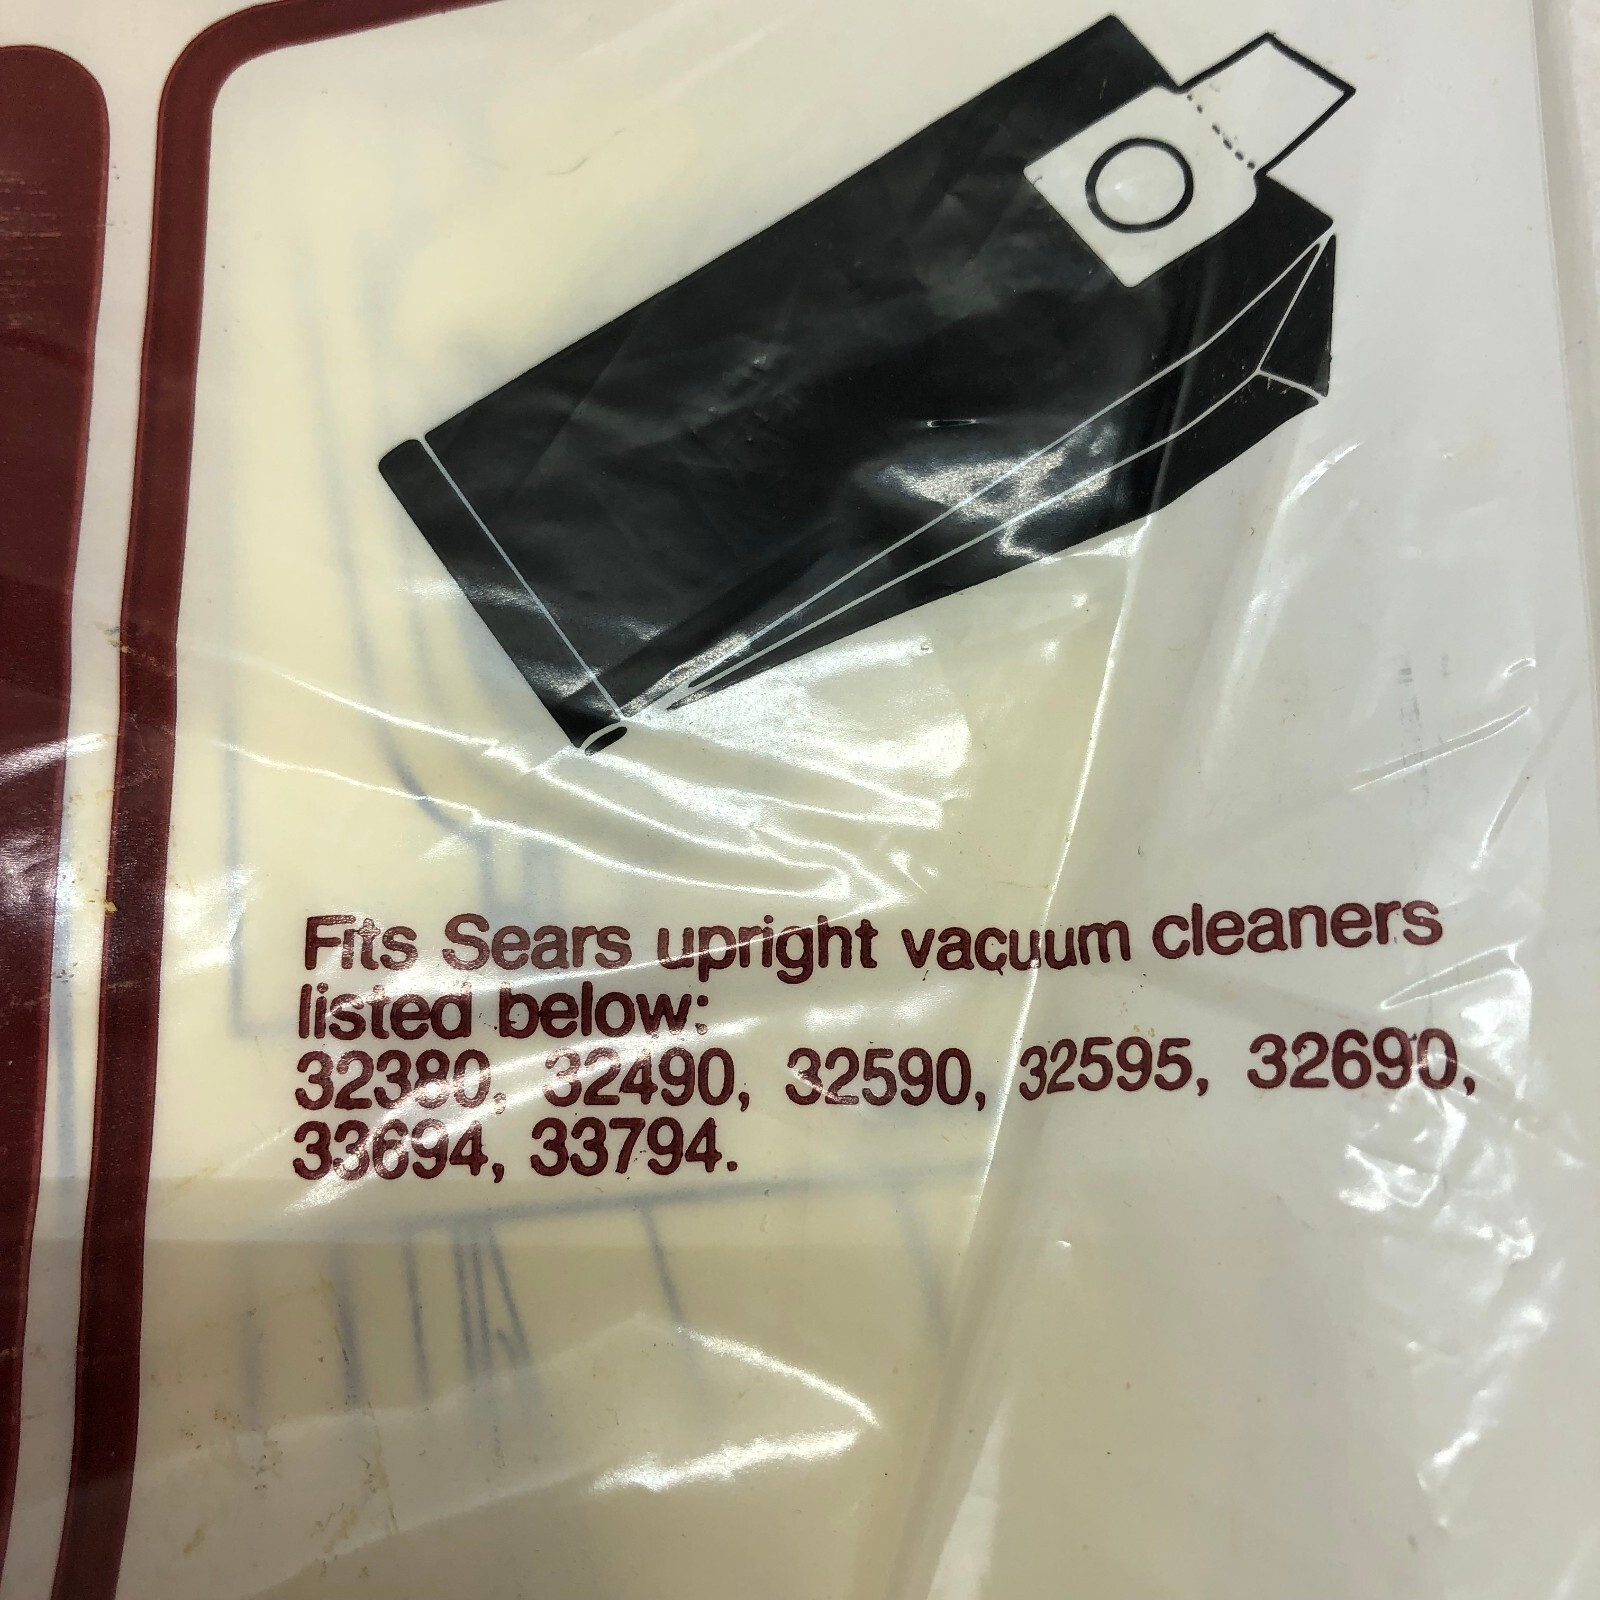 Fits Sears upright vacuum cleaners
listed below:
32380, 32490, 32590, 32595, 32690,
33694, 33794.